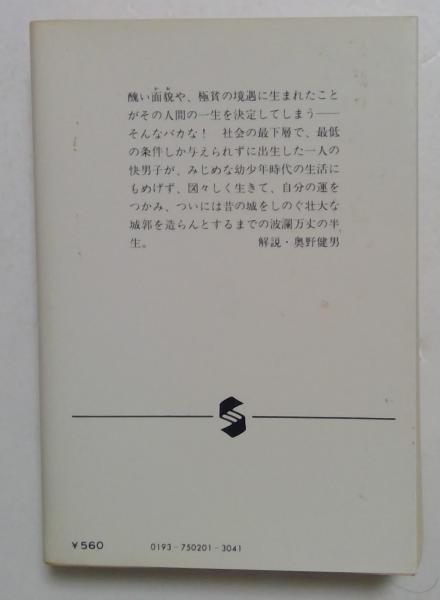 醜い面貌や、極貧の境遇に生まれたこと
がその人間の一生を決定してしまう──
そんなバカな! 社会の最下層で、最低
の条件しか与えられずに出生した一人の
快男子が、みじめな幼少年時代の生活に
もめげず、図々しく生きて、自分の運を
つかみ、ついには昔の城をしのぐ壮大な
城郭を造らんとするまでの波瀾万丈の半
生。 解説・奥野健男
¥560 0193-750201-3041